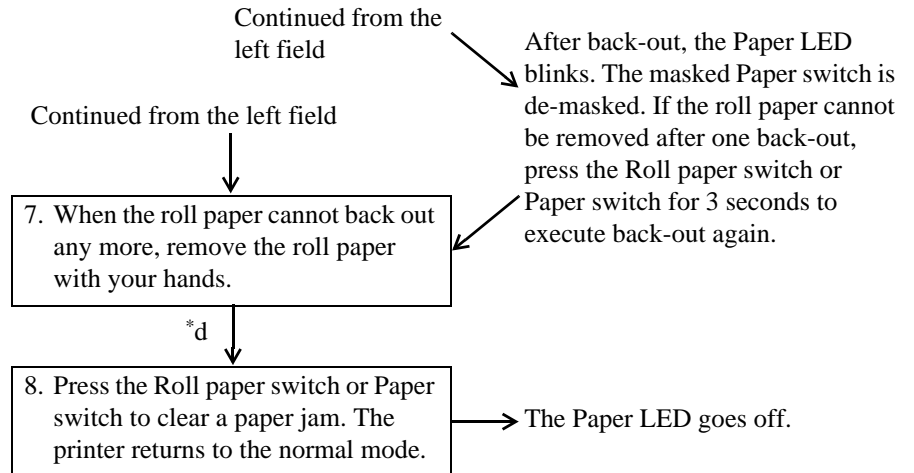 Continued from the
left field
After back-out, the Paper LED
blinks. The masked Paper switch is
de-masked. If the roll paper cannot
be removed after one back-out,
press the Roll paper switch or
Paper switch for 3 seconds to
execute back-out again.
Continued from the left field
7. When the roll paper cannot back out
any more, remove the roll paper
with your hands.
*d
8. Press the Roll paper switch or Paper
switch to clear a paper jam. The
printer returns to the normal mode.
The Paper LED goes off.